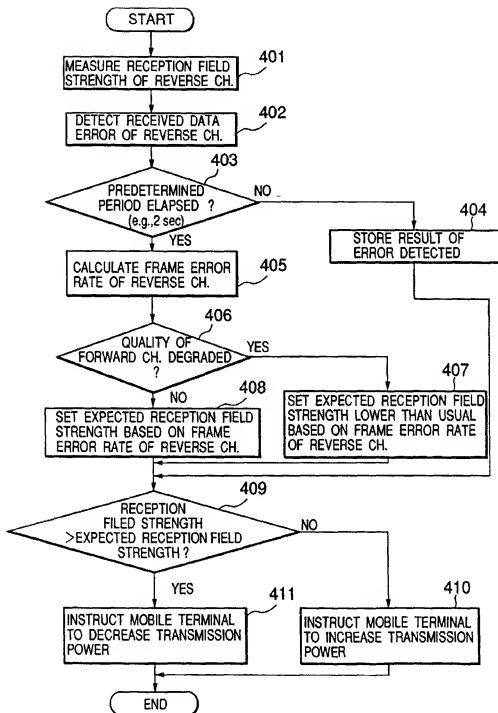 START
MEASURE RECEPTION FIELD
STRENGTH OF REVERSE CH.
401
DETECT RECEIVED DATA
ERROR OF REVERSE CH.
402
403
PREDETERMINED
PERIOD ELAPSED ?
(e.g.,2 sec)
NO
YES
404
STORE RESULT OF
ERROR DETECTED
CALCULATE FRAME ERROR
RATE OF REVERSE CH.
405
406
QUALITY OF
FORWARD CH. DEGRADED
?
YES
NO
407
SET EXPECTED RECEPTION FIELD
STRENGTH LOWER THAN USUAL
BASED ON FRAME ERROR RATE
OF REVERSE CH.
408
SET EXPECTED RECEPTION FIELD
STRENGTH BASED ON FRAME
ERROR RATE OF REVERSE CH.
409
RECEPTION
FILED STRENGTH
>EXPECTED RECEPTION FIELD
STRENGTH ?
NO
YES
411
INSTRUCT MOBILE TERMINAL
TO DECREASE TRANSMISSION
POWER
410
INSTRUCT MOBILE TERMINAL
TO INCREASE TRANSMISSION
POWER
END